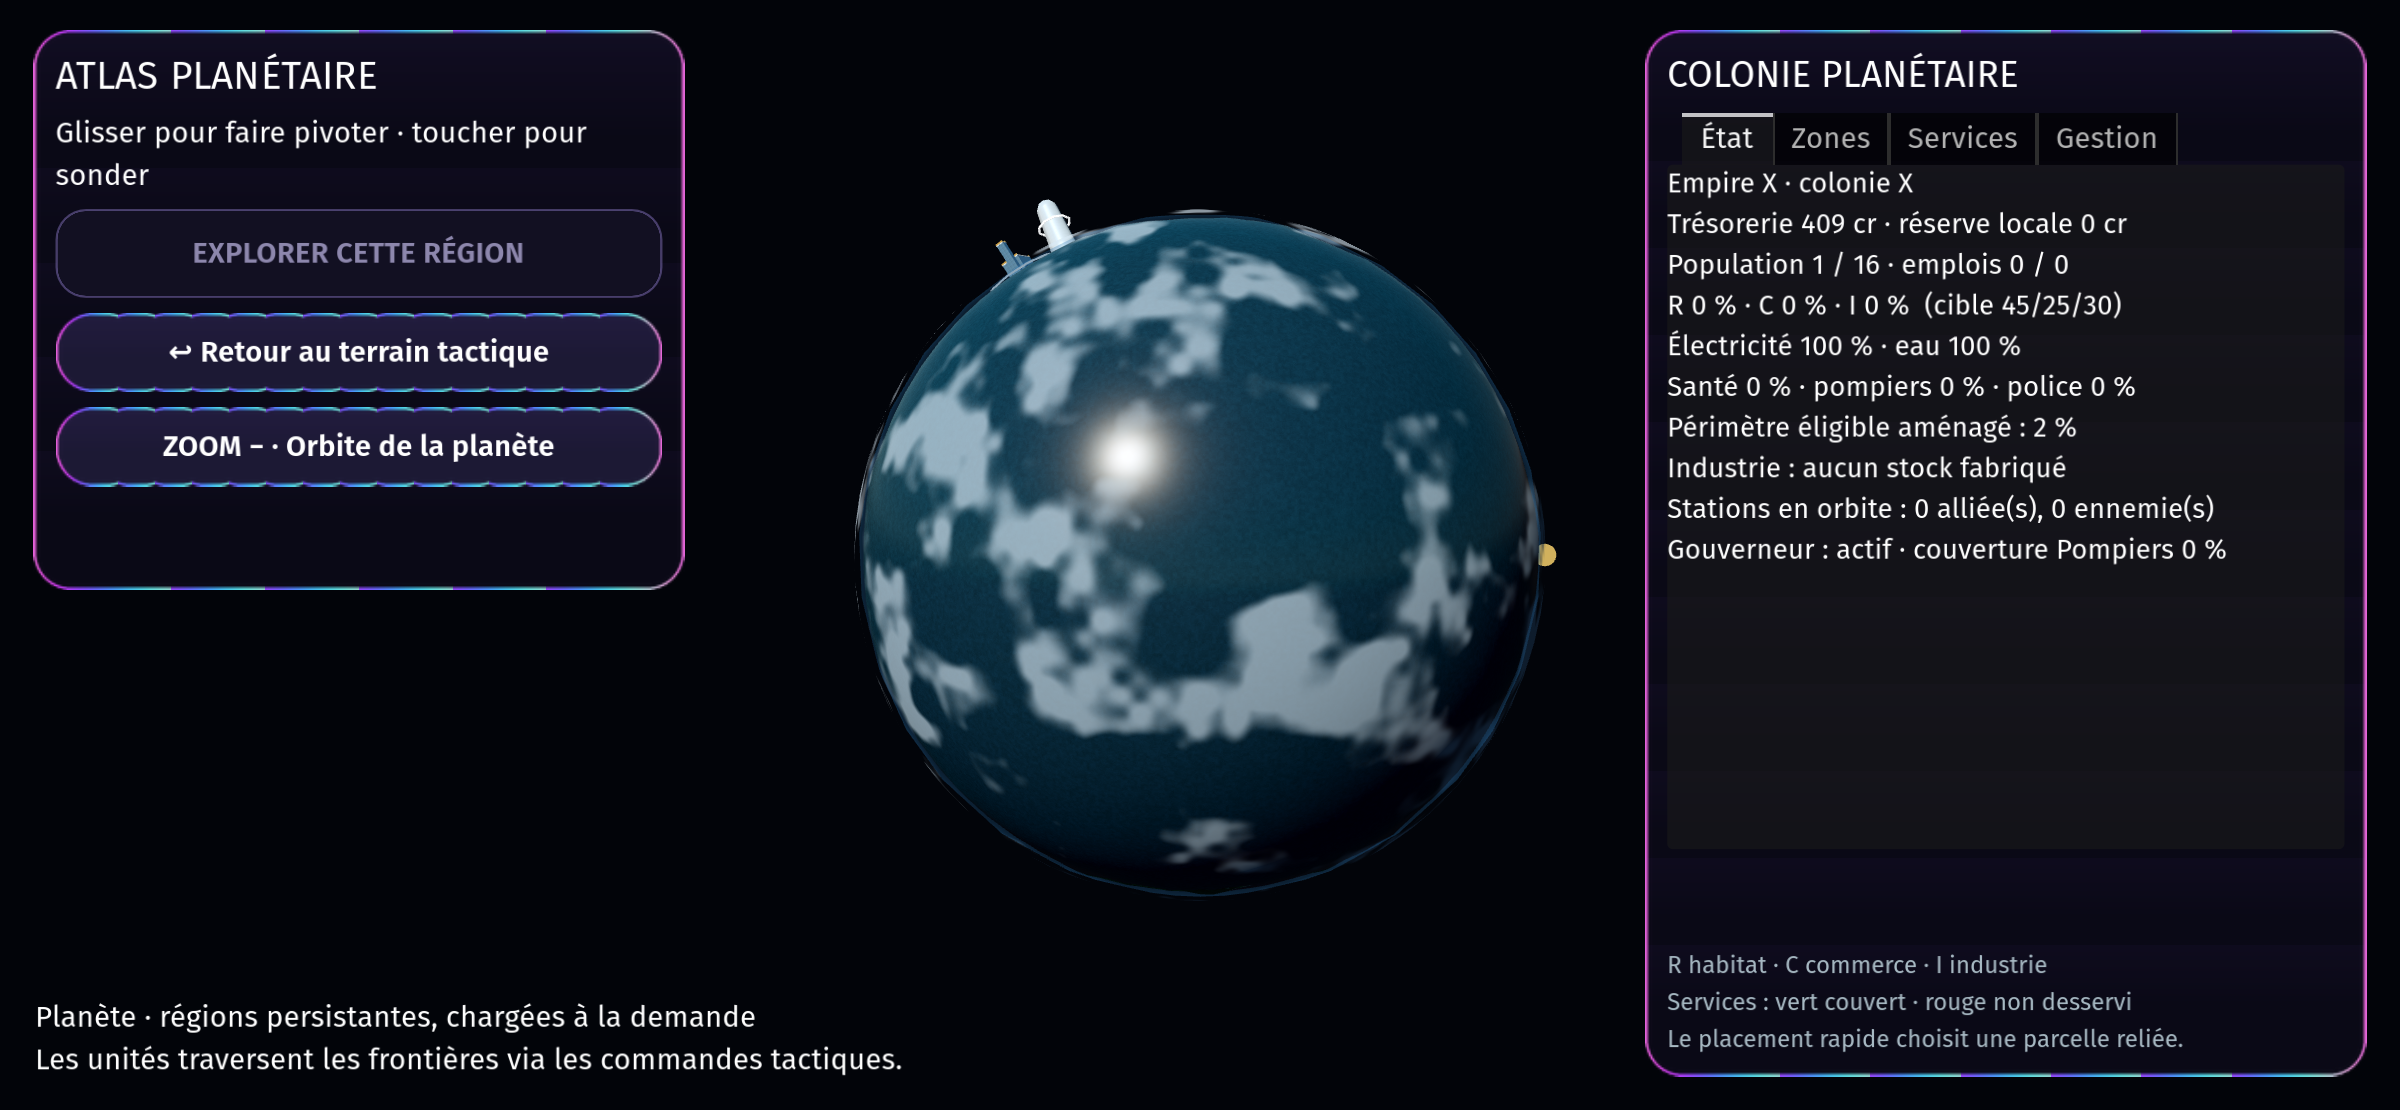 ATLAS PLANÉTAIRE
Glisser pour faire pivoter · toucher pour
sonder
EXPLORER CETTE RÉGION
↩ Retour au terrain tactique
ZOOM − · Orbite de la planète
COLONIE PLANÉTAIRE
État Zones Services Gestion
Empire X · colonie X
Trésorerie 409 cr · réserve locale 0 cr
Population 1 / 16 · emplois 0 / 0
R 0 % · C 0 % · I 0 % (cible 45/25/30)
Électricité 100 % · eau 100 %
Santé 0 % · pompiers 0 % · police 0 %
Périmètre éligible aménagé : 2 %
Industrie : aucun stock fabriqué
Stations en orbite : 0 alliée(s), 0 ennemie(s)
Gouverneur : actif · couverture Pompiers 0 %
R habitat · C commerce · I industrie
Services : vert couvert · rouge non desservi
Le placement rapide choisit une parcelle reliée.
Planète · régions persistantes, chargées à la demande
Les unités traversent les frontières via les commandes tactiques.